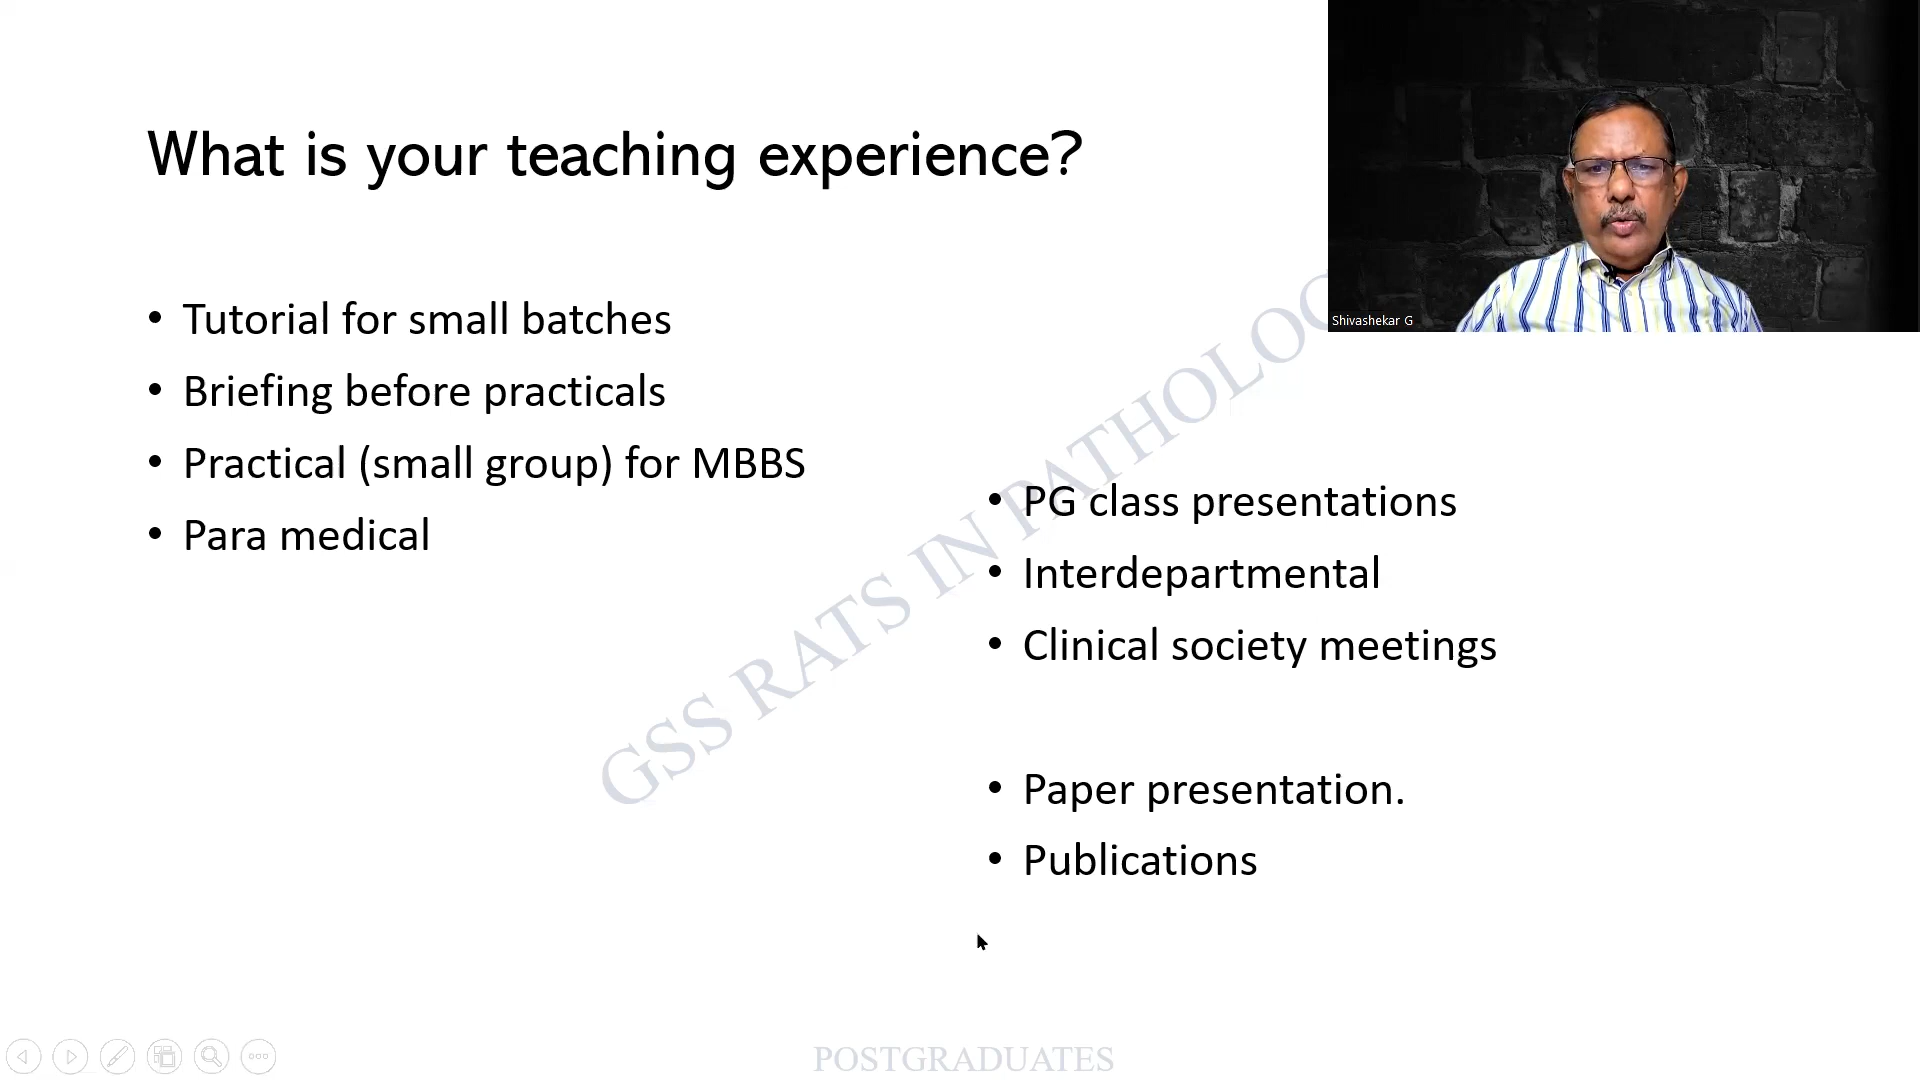 What is your teaching experience?
• Tutorial for small batches
• Briefing before practicals
• Practical (small group) for MBBS
• Para medical
• PG class presentations
• Interdepartmental
• Clinical society meetings
• Paper presentation.
• Publications
Shivashekar G
GSS RATS IN PATHOLOG
POSTGRADUATES